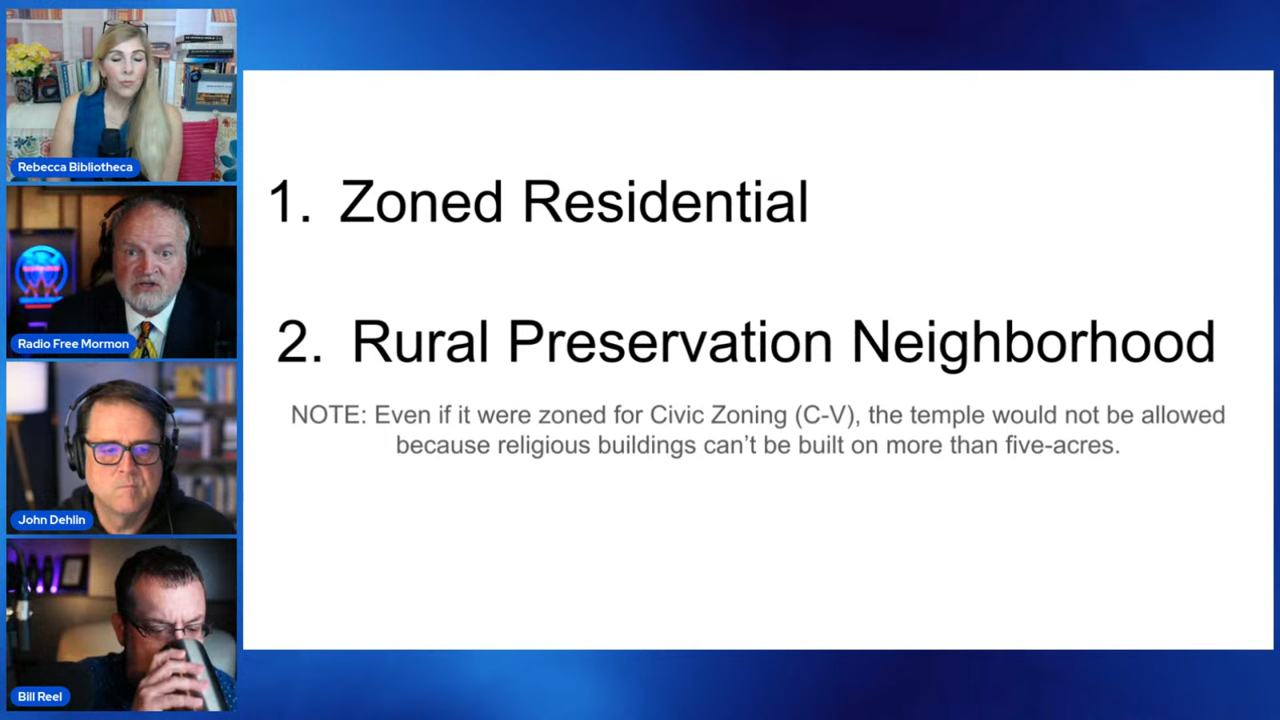 Rebecca Bibliotheca
Radio Free Mormon
John Dehlin
Bill Reel
1. Zoned Residential
2. Rural Preservation Neighborhood
NOTE: Even if it were zoned for Civic Zoning (C-V), the temple would not be allowed
because religious buildings can’t be built on more than five-acres.